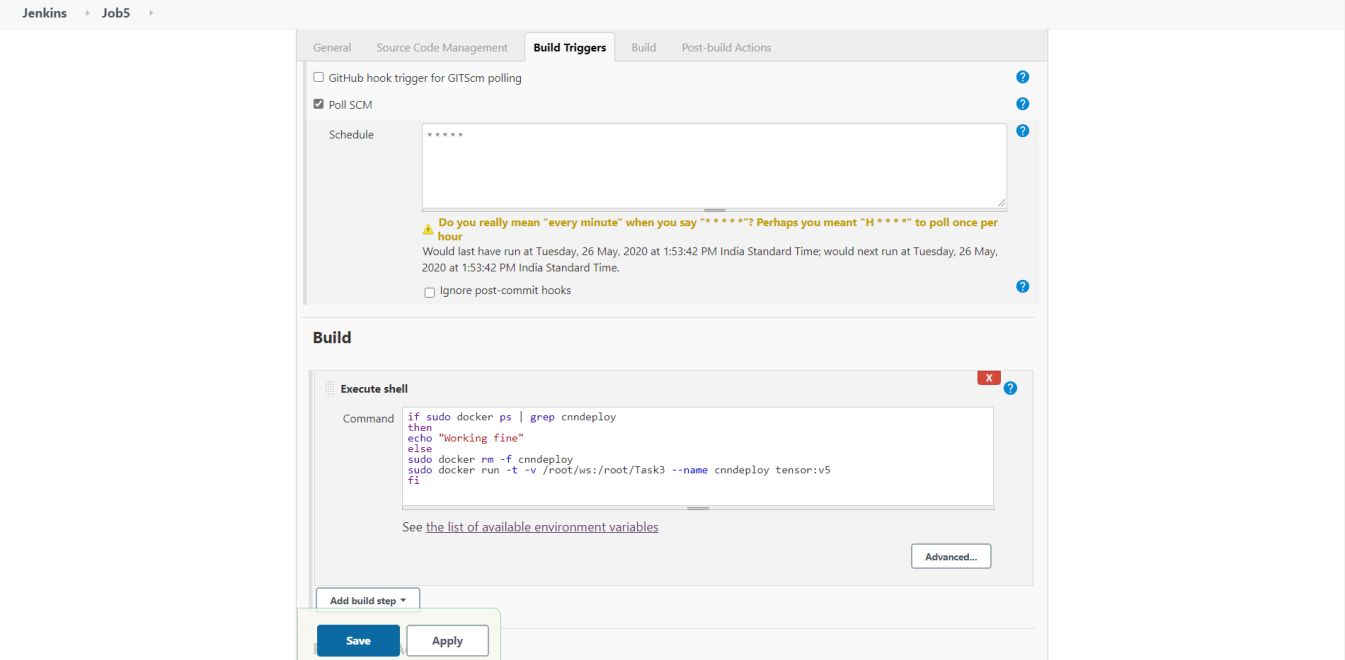 Jenkins Job5
General Source Code Management Build Triggers Build Post-build Actions
GitHub hook trigger for GITScm polling
Poll SCM
Schedule
* * * * *
Do you really mean "every minute" when you say "* * * * *"? Perhaps you meant "H * * * *" to poll once per
hour
Would last have run at Tuesday, 26 May, 2020 at 1:53:42 PM India Standard Time; would next run at Tuesday, 26 May,
2020 at 1:53:42 PM India Standard Time.
Ignore post-commit hooks
Build
X
Execute shell
Command
if sudo docker ps | grep cnndeploy
then
echo "Working fine"
else
sudo docker rm -f cnndeploy
sudo docker run -t -v /root/ws:/root/Task3 --name cnndeploy tensor:v5
fi
See the list of available environment variables
Advanced...
Add build step
Save Apply